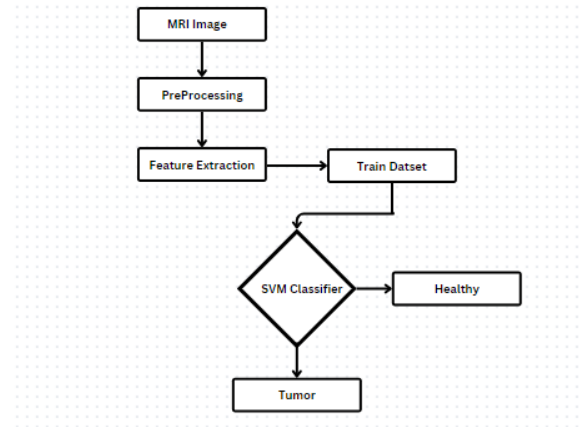 MRI Image
PreProcessing
Feature Extraction
Train Datset
SVM Classifier
Healthy
Tumor